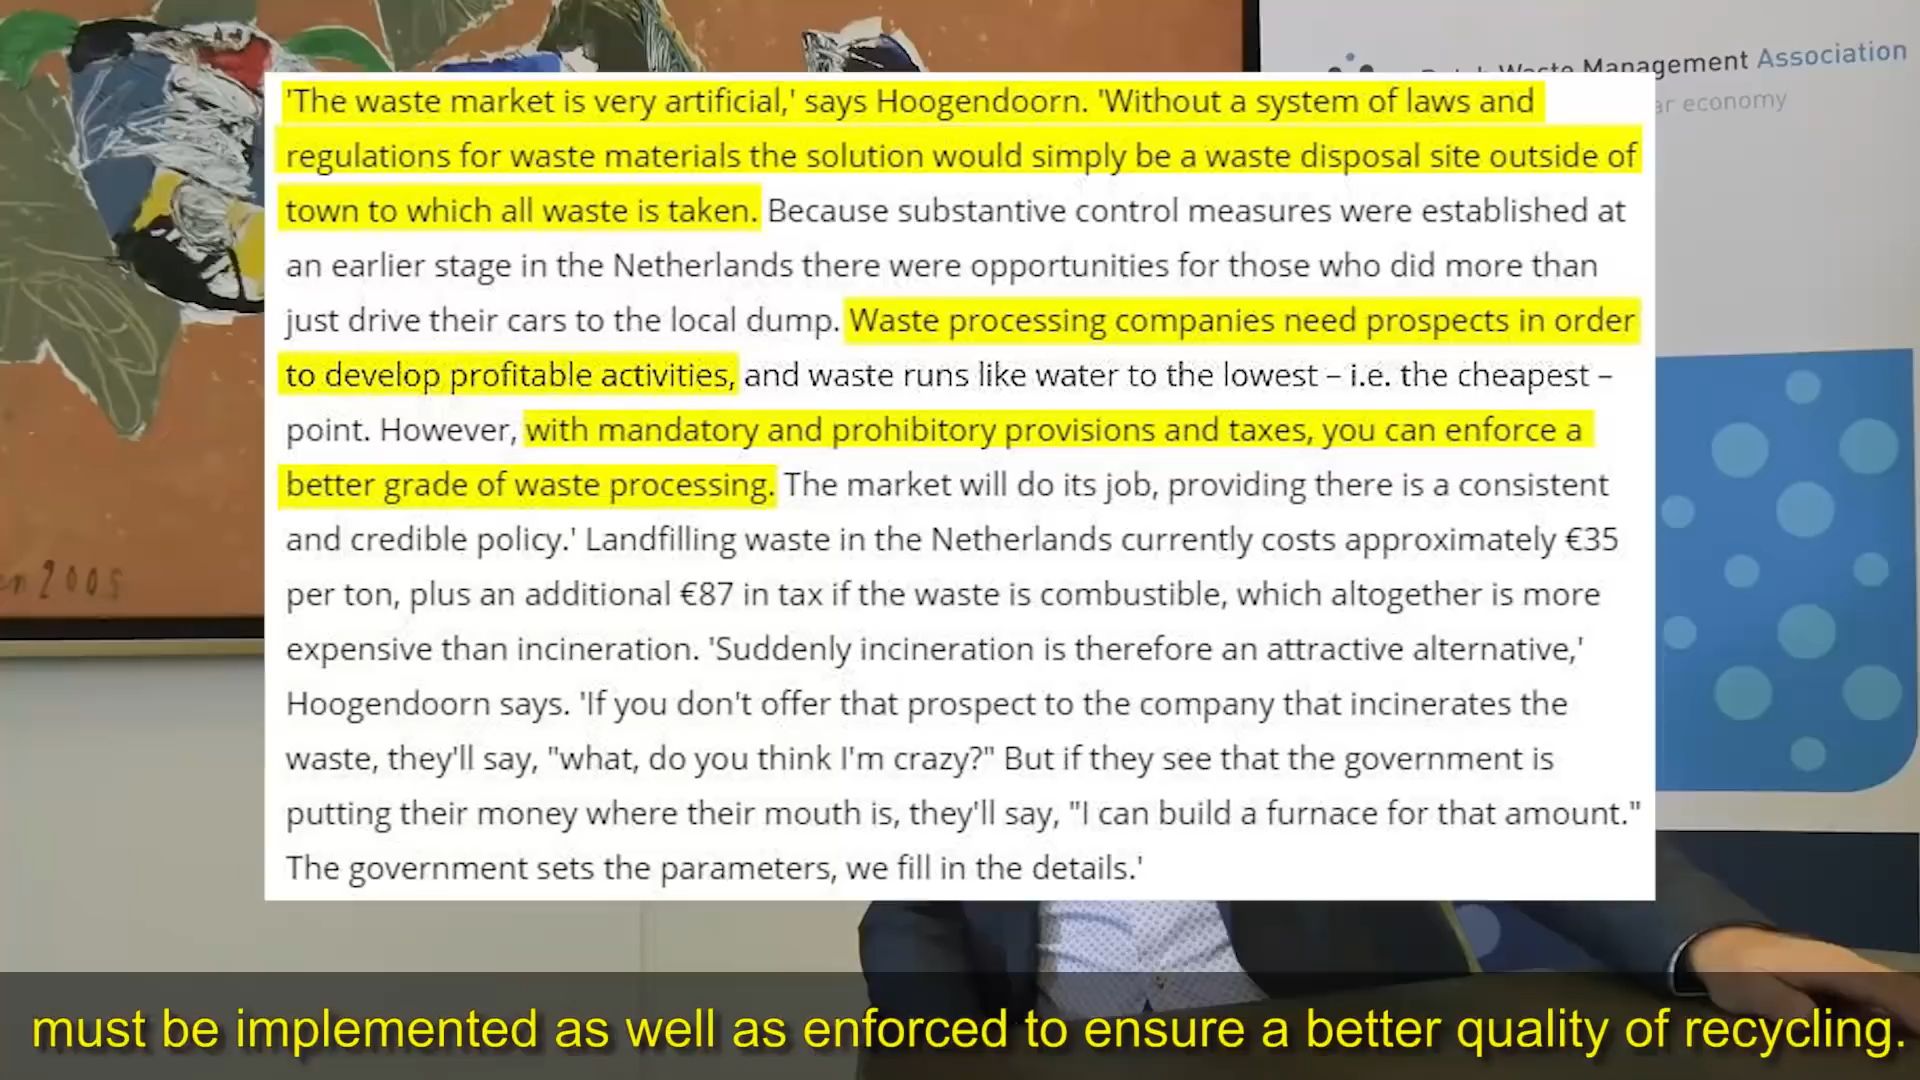 Waste Management Association
ar economy
'The waste market is very artificial,' says Hoogendoorn. 'Without a system of laws and
regulations for waste materials the solution would simply be a waste disposal site outside of
town to which all waste is taken. Because substantive control measures were established at
an earlier stage in the Netherlands there were opportunities for those who did more than
just drive their cars to the local dump. Waste processing companies need prospects in order
to develop profitable activities, and waste runs like water to the lowest – i.e. the cheapest –
point. However, with mandatory and prohibitory provisions and taxes, you can enforce a
better grade of waste processing. The market will do its job, providing there is a consistent
and credible policy.' Landfilling waste in the Netherlands currently costs approximately €35
per ton, plus an additional €87 in tax if the waste is combustible, which altogether is more
expensive than incineration. 'Suddenly incineration is therefore an attractive alternative,'
Hoogendoorn says. 'If you don't offer that prospect to the company that incinerates the
waste, they'll say, "what, do you think I'm crazy?" But if they see that the government is
putting their money where their mouth is, they'll say, "I can build a furnace for that amount."
The government sets the parameters, we fill in the details.'
2005
must be implemented as well as enforced to ensure a better quality of recycling.